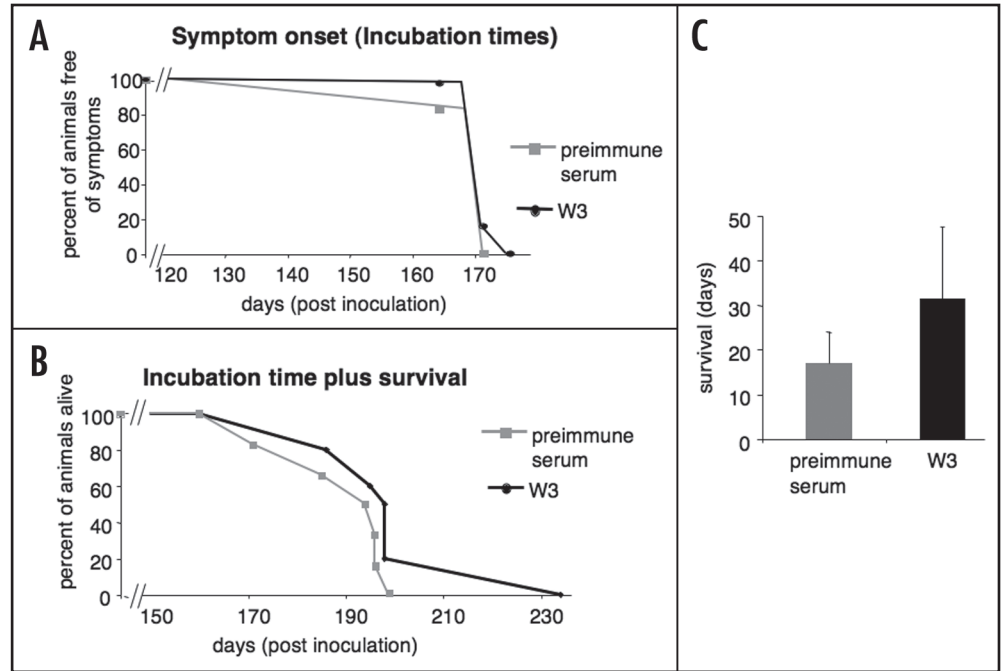 A
Symptom onset (Incubation times)
percent of animals free
of symptoms
100
80
60
40
20
0
120 130 140 150 160 170
days (post inoculation)
preimmune
serum
W3
B
Incubation time plus survival
percent of animals alive
100
80
60
40
20
0
150 170 190 210 230
days (post inoculation)
preimmune
serum
W3
C
survival (days)
50
40
30
20
10
0
preimmune
serum
W3